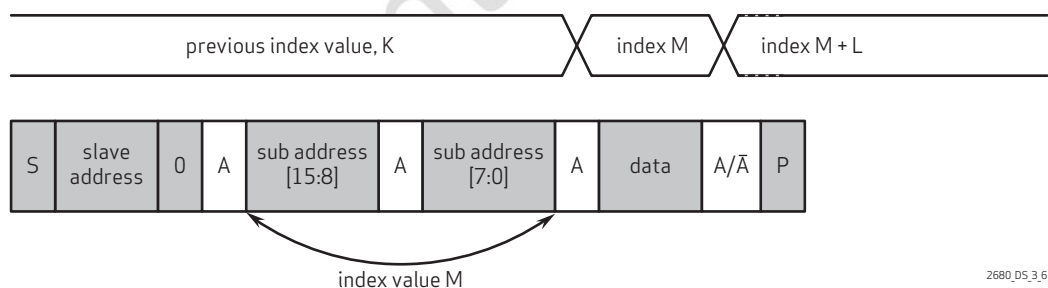 previous index value, K
index M
index M + L
S
slave
address
0
A
sub address
[15:8]
A
sub address
[7:0]
A
data
A/Ā
P
index value M
2680_DS_3_6